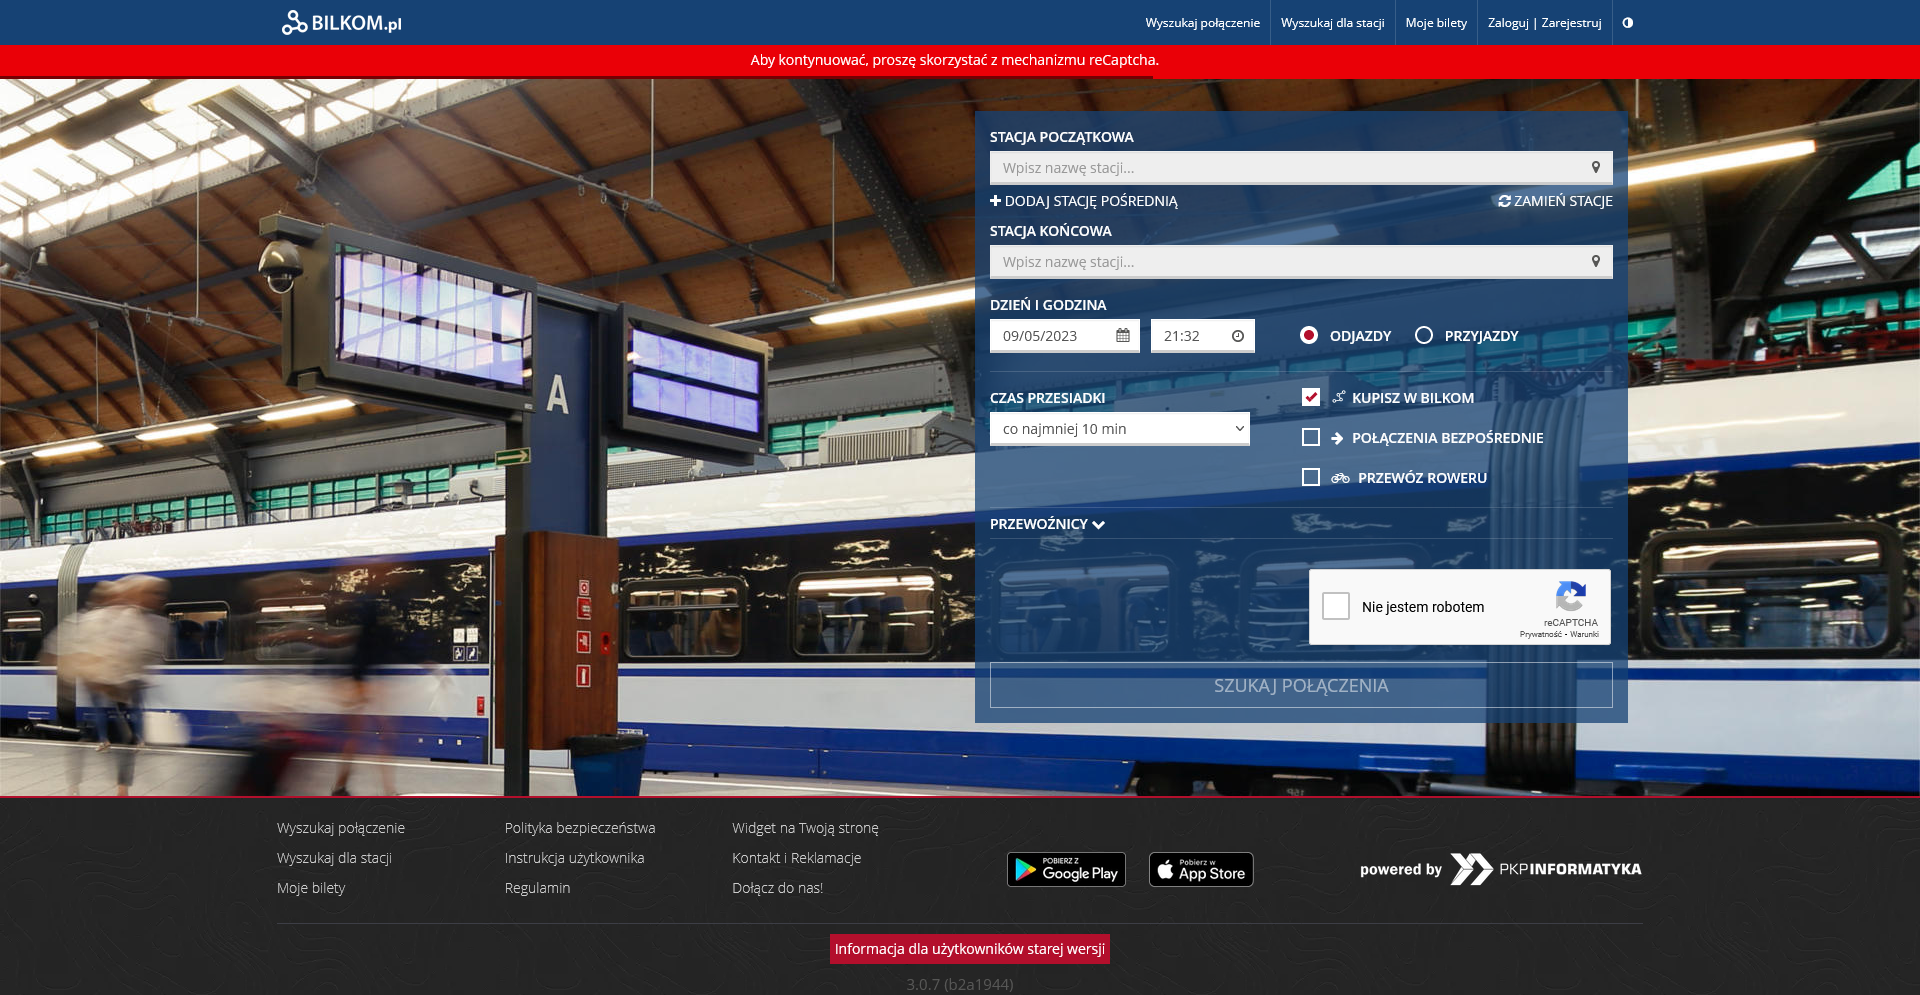 BILKOM.pl
Wyszukaj połączenie
Wyszukaj dla stacji
Moje bilety
Zaloguj | Zarejestruj
Aby kontynuować, proszę skorzystać z mechanizmu reCaptcha.
A
STACJA POCZĄTKOWA
Wpisz nazwę stacji...
DODAJ STACJĘ POŚREDNIĄ
ZAMIEŃ STACJE
STACJA KOŃCOWA
Wpisz nazwę stacji...
DZIEŃ I GODZINA
09/05/2023
21:32
ODJAZDY
PRZYJAZDY
CZAS PRZESIADKI
co najmniej 10 min
KUPISZ W BILKOM
POŁĄCZENIA BEZPOŚREDNIE
PRZEWÓZ ROWERU
PRZEWOŹNICY
Nie jestem robotem
reCAPTCHA
Prywatność - Warunki
SZUKAJ POŁĄCZENIA
Wyszukaj połączenie
Wyszukaj dla stacji
Moje bilety
Polityka bezpieczeństwa
Instrukcja użytkownika
Regulamin
Widget na Twoją stronę
Kontakt i Reklamacje
Dołącz do nas!
POBIERZ Z
Google Play
Pobierz w
App Store
powered by PKPINFORMATYKA
Informacja dla użytkowników starej wersji
3.0.7 (b2a1944)